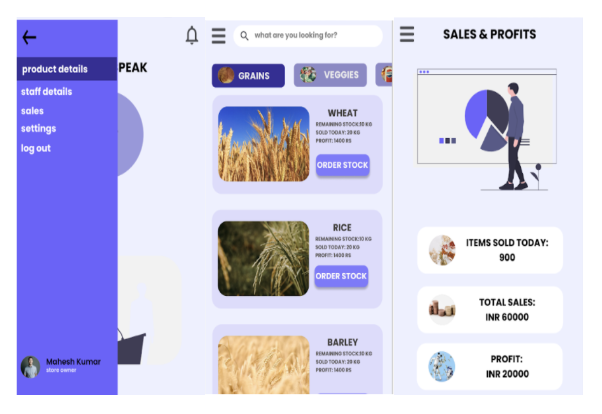 PEAK
product details
staff details
sales
settings
log out
Mahesh Kumar
store owner
what are you looking for?
GRAINS
VEGGIES
WHEAT
REMAINING STOCK:10 KG
SOLD TODAY: 20 KG
PROFIT: 1400 RS
ORDER STOCK
RICE
REMAINING STOCK:10 KG
SOLD TODAY: 20 KG
PROFIT: 1400 RS
ORDER STOCK
BARLEY
REMAINING STOCK:10 KG
SOLD TODAY: 20 KG
PROFIT: 1400 RS
SALES & PROFITS
ITEMS SOLD TODAY:
900
TOTAL SALES:
INR 60000
PROFIT:
INR 20000